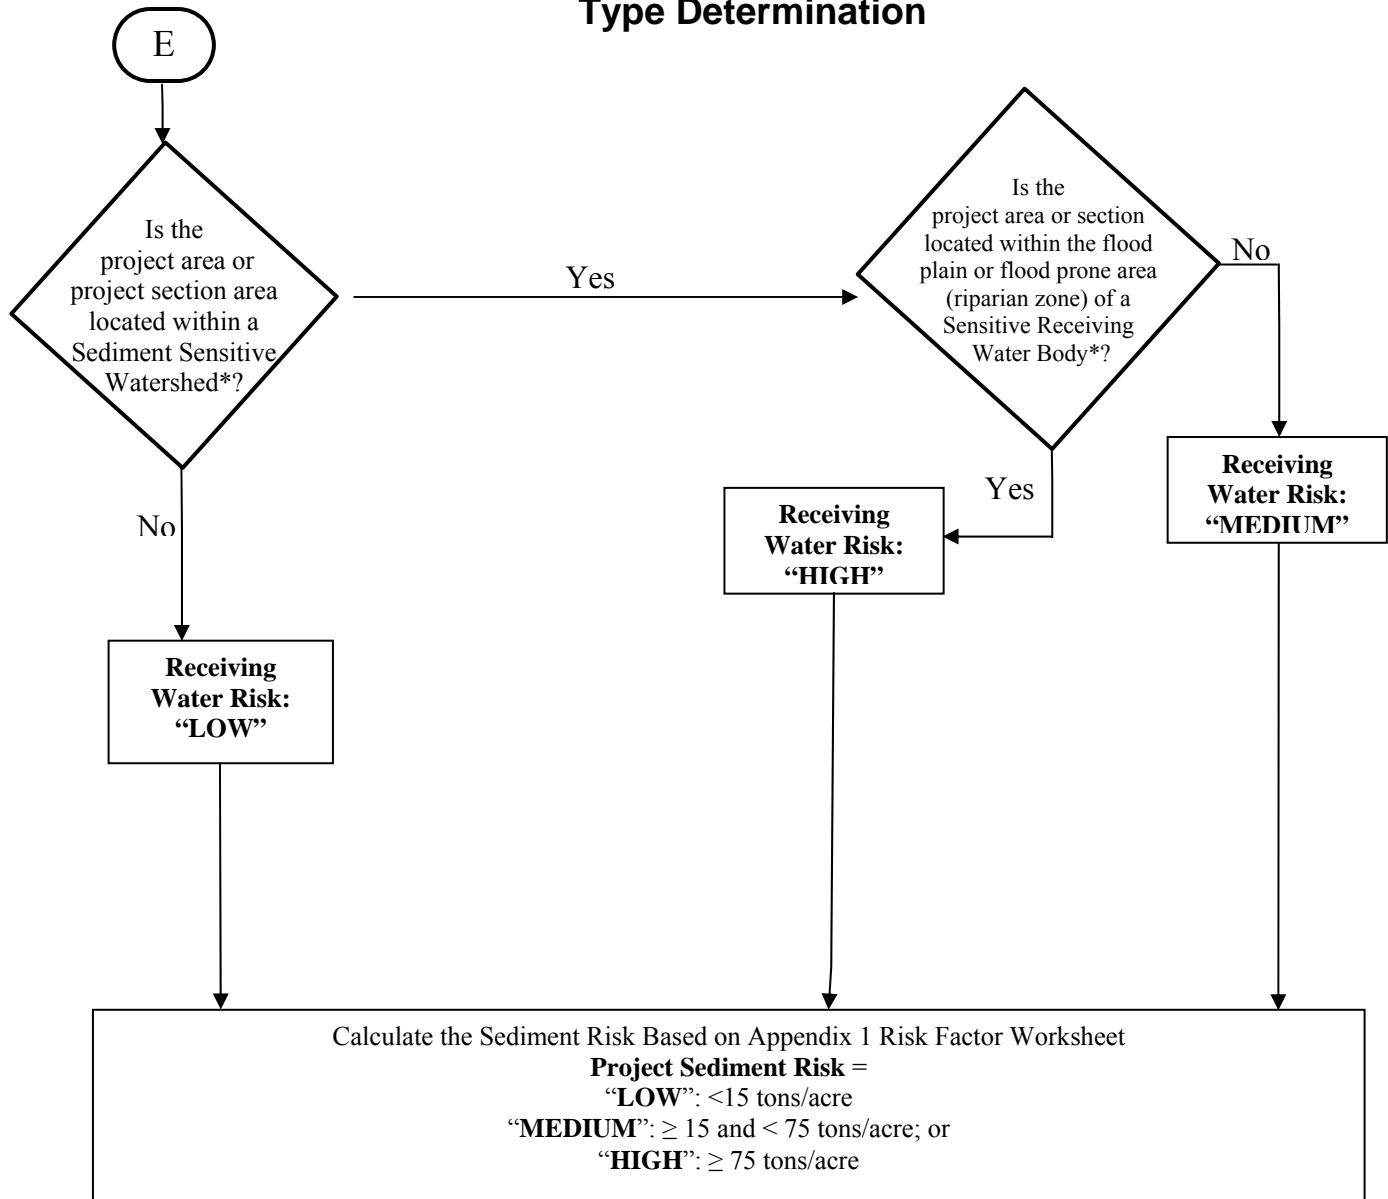 Type Determination
E
Is the
project area or
project section area
located within a
Sediment Sensitive
Watershed*?
Yes
Is the
project area or section
located within the flood
plain or flood prone area
(riparian zone) of a
Sensitive Receiving
Water Body*?
No
Receiving
Water Risk:
“MEDIUM”
Yes
Receiving
Water Risk:
“HIGH”
No
Receiving
Water Risk:
“LOW”
Calculate the Sediment Risk Based on Appendix 1 Risk Factor Worksheet
Project Sediment Risk =
“LOW”: <15 tons/acre
“MEDIUM”: ≥ 15 and < 75 tons/acre; or
“HIGH”: ≥ 75 tons/acre